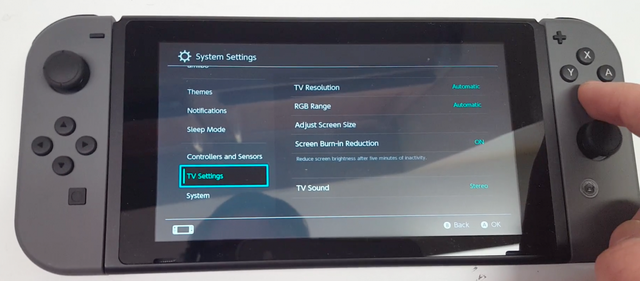 System Settings
Themes
Notifications
Sleep Mode
Controllers and Sensors
TV Settings
System
TV Resolution Automatic
RGB Range Automatic
Adjust Screen Size
Screen Burn-in Reduction ON
Reduce screen brightness after five minutes of inactivity.
TV Sound Stereo
Back OK
X
Y A